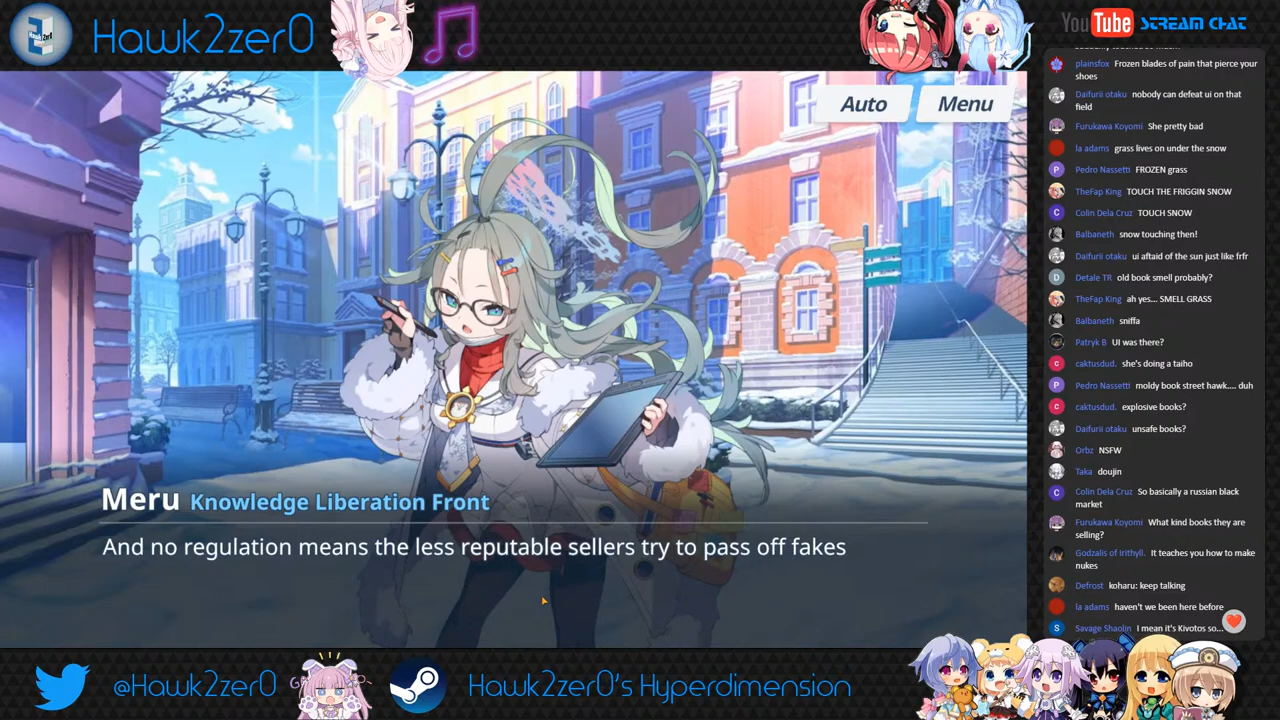 Hawk2zer0
You Tube STREAM CHAT
Auto
Menu
Meru Knowledge Liberation Front
And no regulation means the less reputable sellers try to pass off fakes
plainsfox Frozen blades of pain that pierce your
shoes
Daifurii otaku nobody can defeat ui on that
field
Furukawa Koyomi She pretty bad
la adams grass lives on under the snow
Pedro Nassetti FROZEN grass
TheFap King TOUCH THE FRIGGIN SNOW
Colin Dela Cruz TOUCH SNOW
Balbaneth snow touching then!
Daifurii otaku ui aftaid of the sun just like frfr
Detale TR old book smell probably?
TheFap King ah yes... SMELL GRASS
Balbaneth sniffa
Patryk B UI was there?
caktusdud. she's doing a taiho
Pedro Nassetti moldy book street hawk.... duh
caktusdud. explosive books?
Daifurii otaku unsafe books?
Orbz NSFW
Taka doujin
Colin Dela Cruz So basically a russian black
market
Furukawa Koyomi What kind books they are
selling?
Godzalis of Irithyll. It teaches you how to make
nukes
Defrost koharu: keep talking
la adams haven't we been here before
Savage Shaolin I mean it's Kivotos so...
@Hawk2zer0
Hawk2zer0's Hyperdimension